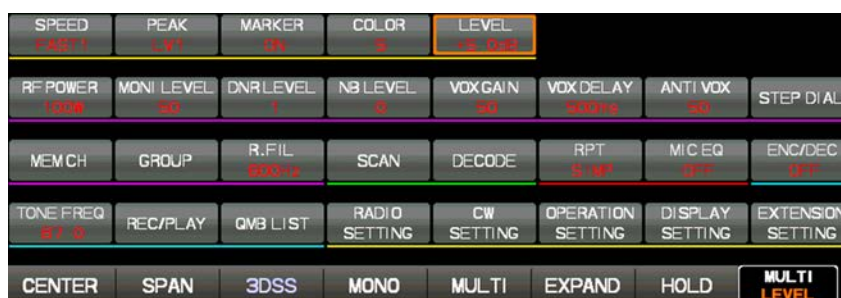 SPEED PEAK MARKER COLOR LEVEL
FAST1 LV1 ON
RF POWER MONI LEVEL DNR LEVEL NB LEVEL VOX GAIN VOX DELAY ANTI VOX STEP DIAL
100W 50 1 50 500ms 50
MEM CH GROUP R.FIL SCAN DECODE RPT MIC EQ ENC/DEC
600Hz SIMP OFF OFF
TONE FREQ REC/PLAY QMB LIST RADIO SETTING CW SETTING OPERATION SETTING DISPLAY SETTING EXTENSION SETTING
CENTER SPAN 3DSS MONO MULTI EXPAND HOLD MULTI
LEVEL